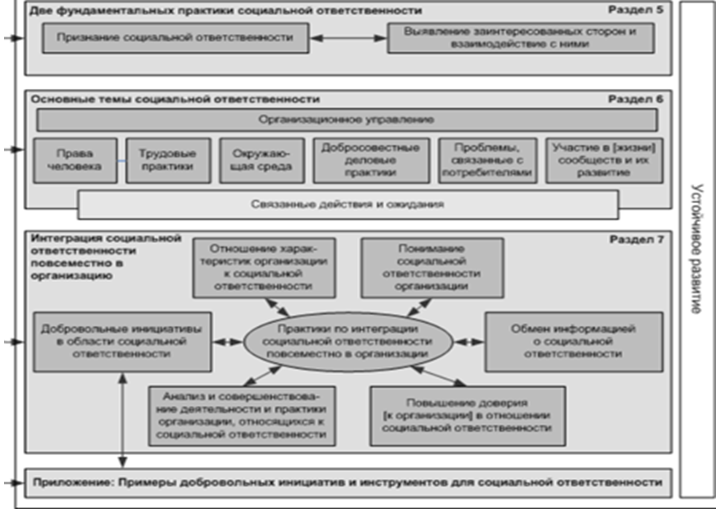 Две фундаментальных практики социальной ответственности
Раздел 5
Признание социальной ответственности
Выявление заинтересованных сторон и
взаимодействие с ними
Основные темы социальной ответственности
Раздел 6
Организационное управление
Права
человека
Трудовые
практики
Окружаю-
щая среда
Добросовестные
деловые
практики
Проблемы,
связанные с
потребителями
Участие в [жизни]
сообществ и их
развитие
Связанные действия и ожидания
Интеграция социальной
ответственности
повсеместно в
организацию
Раздел 7
Отношение харак-
теристик организации
к социальной
ответственности
Понимание
социальной
ответственности
организации
Добровольные инициативы
в области социальной
ответственности
Практики по интеграции
социальной ответственности
повсеместно в организации
Обмен информацией
о социальной
ответственности
Анализ и совершенствова-
ние деятельности и практики
организации, относящихся к
социальной ответственности
Повышение доверия
[к организации] в отношении
социальной ответственности
Приложение: Примеры добровольных инициатив и инструментов для социальной ответственности
Устойчивое развитие